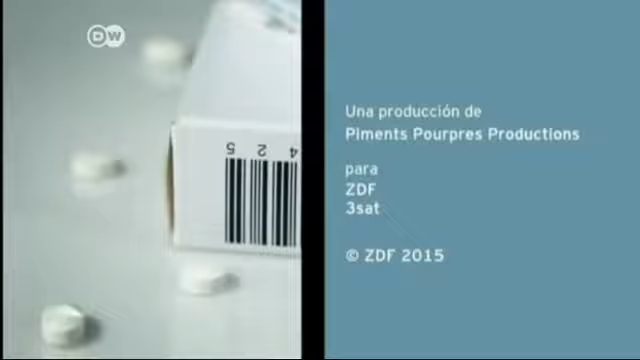 DW
5 2 4
Una producción de
Piments Pourpres Productions
para
ZDF
3sat
© ZDF 2015